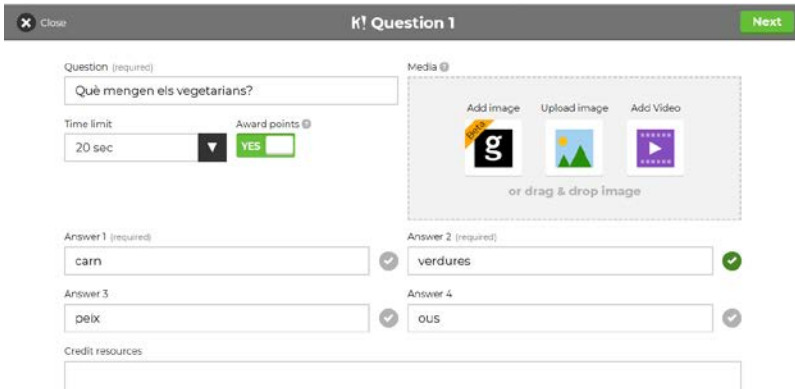 Close
K! Question 1
Next
Question (required)
Media
Què mengen els vegetarians?
Time limit
Award points
20 sec
YES
Add image
Upload image
Add Video
Beta
g
or drag & drop image
Answer 1 (required)
Answer 2 (required)
carn
verdures
Answer 3
Answer 4
peix
ous
Credit resources